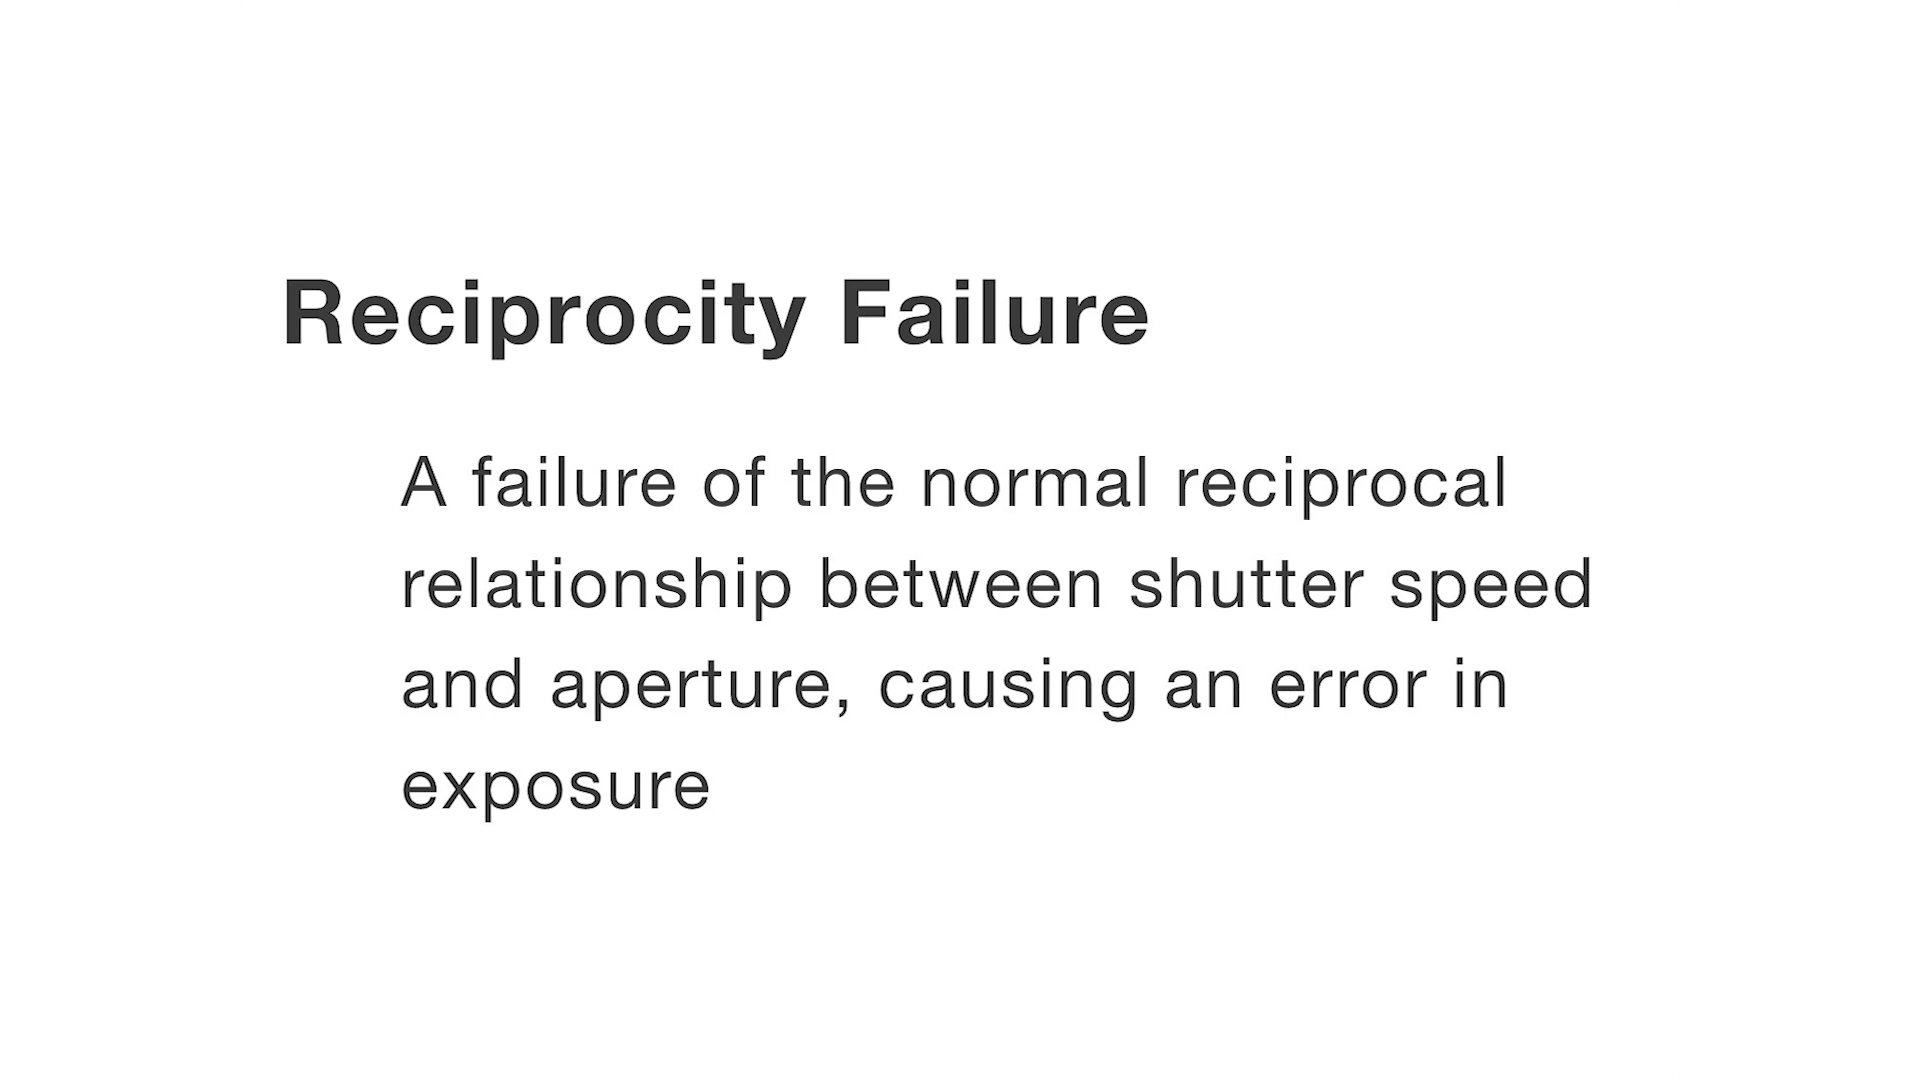 Reciprocity Failure
A failure of the normal reciprocal
relationship between shutter speed
and aperture, causing an error in
exposure